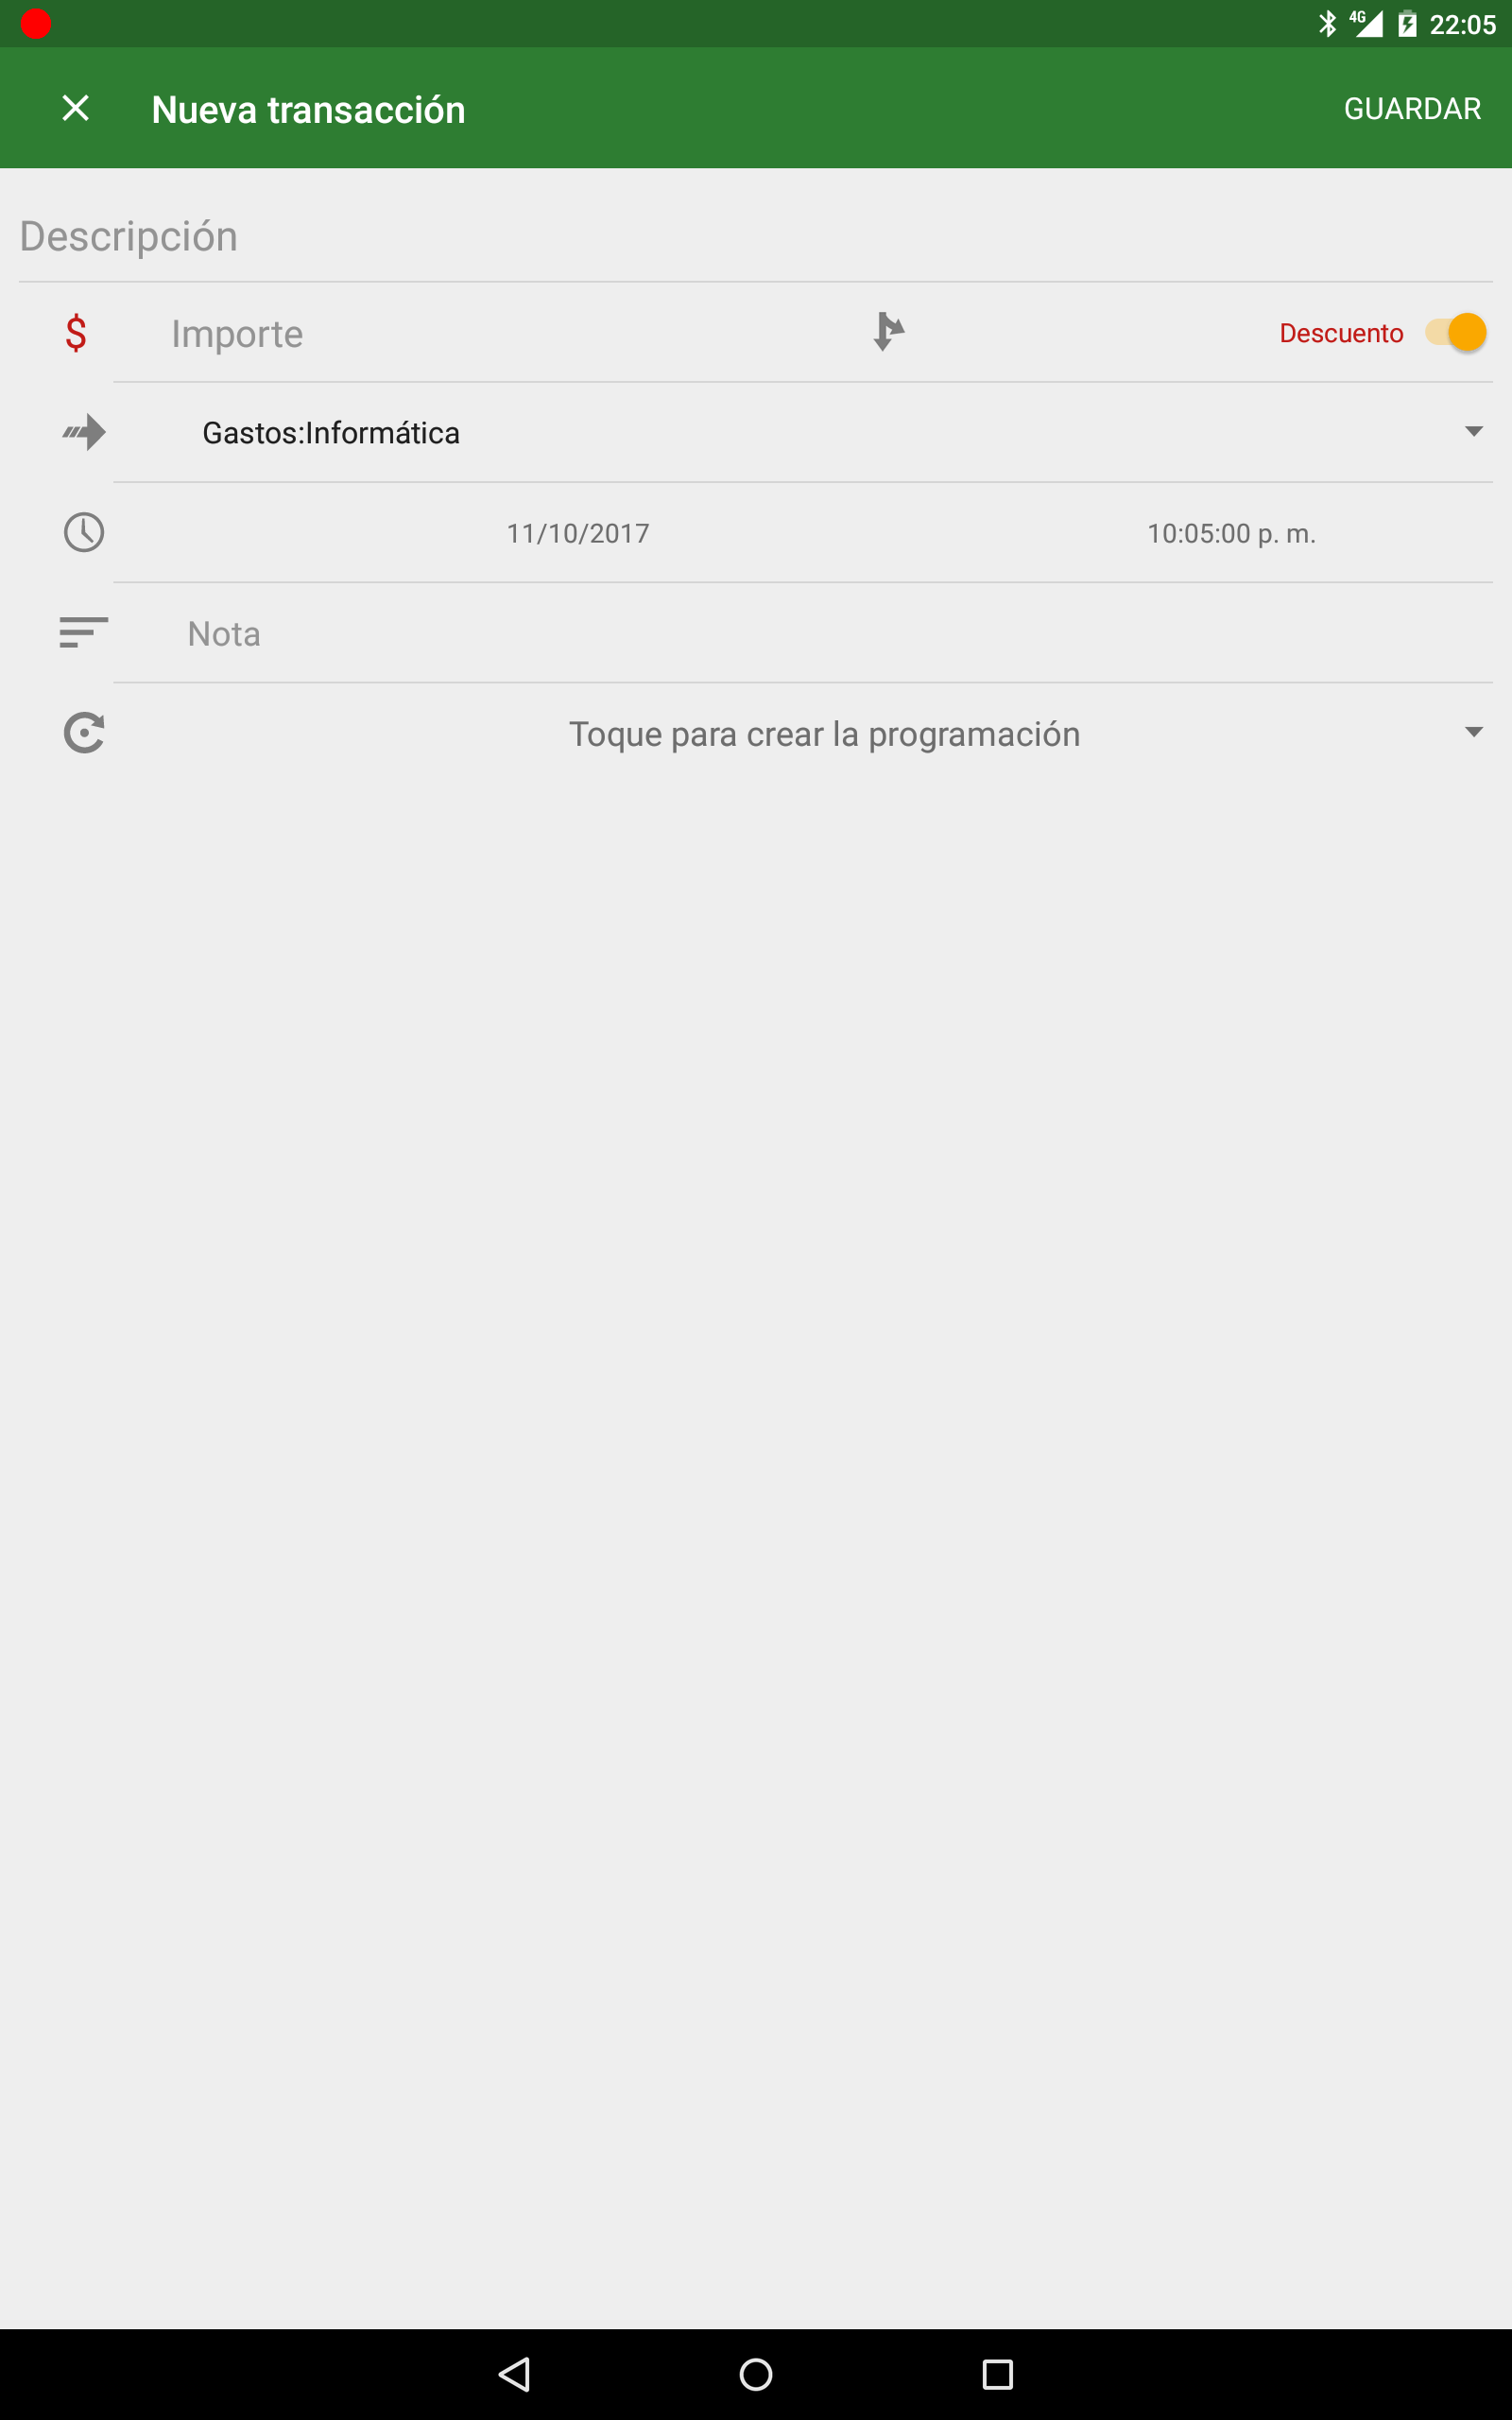 4G 22:05
Nueva transacción GUARDAR
Descripción
$ Importe Descuento
Gastos:Informática
11/10/2017 10:05:00 p. m.
Nota
Toque para crear la programación